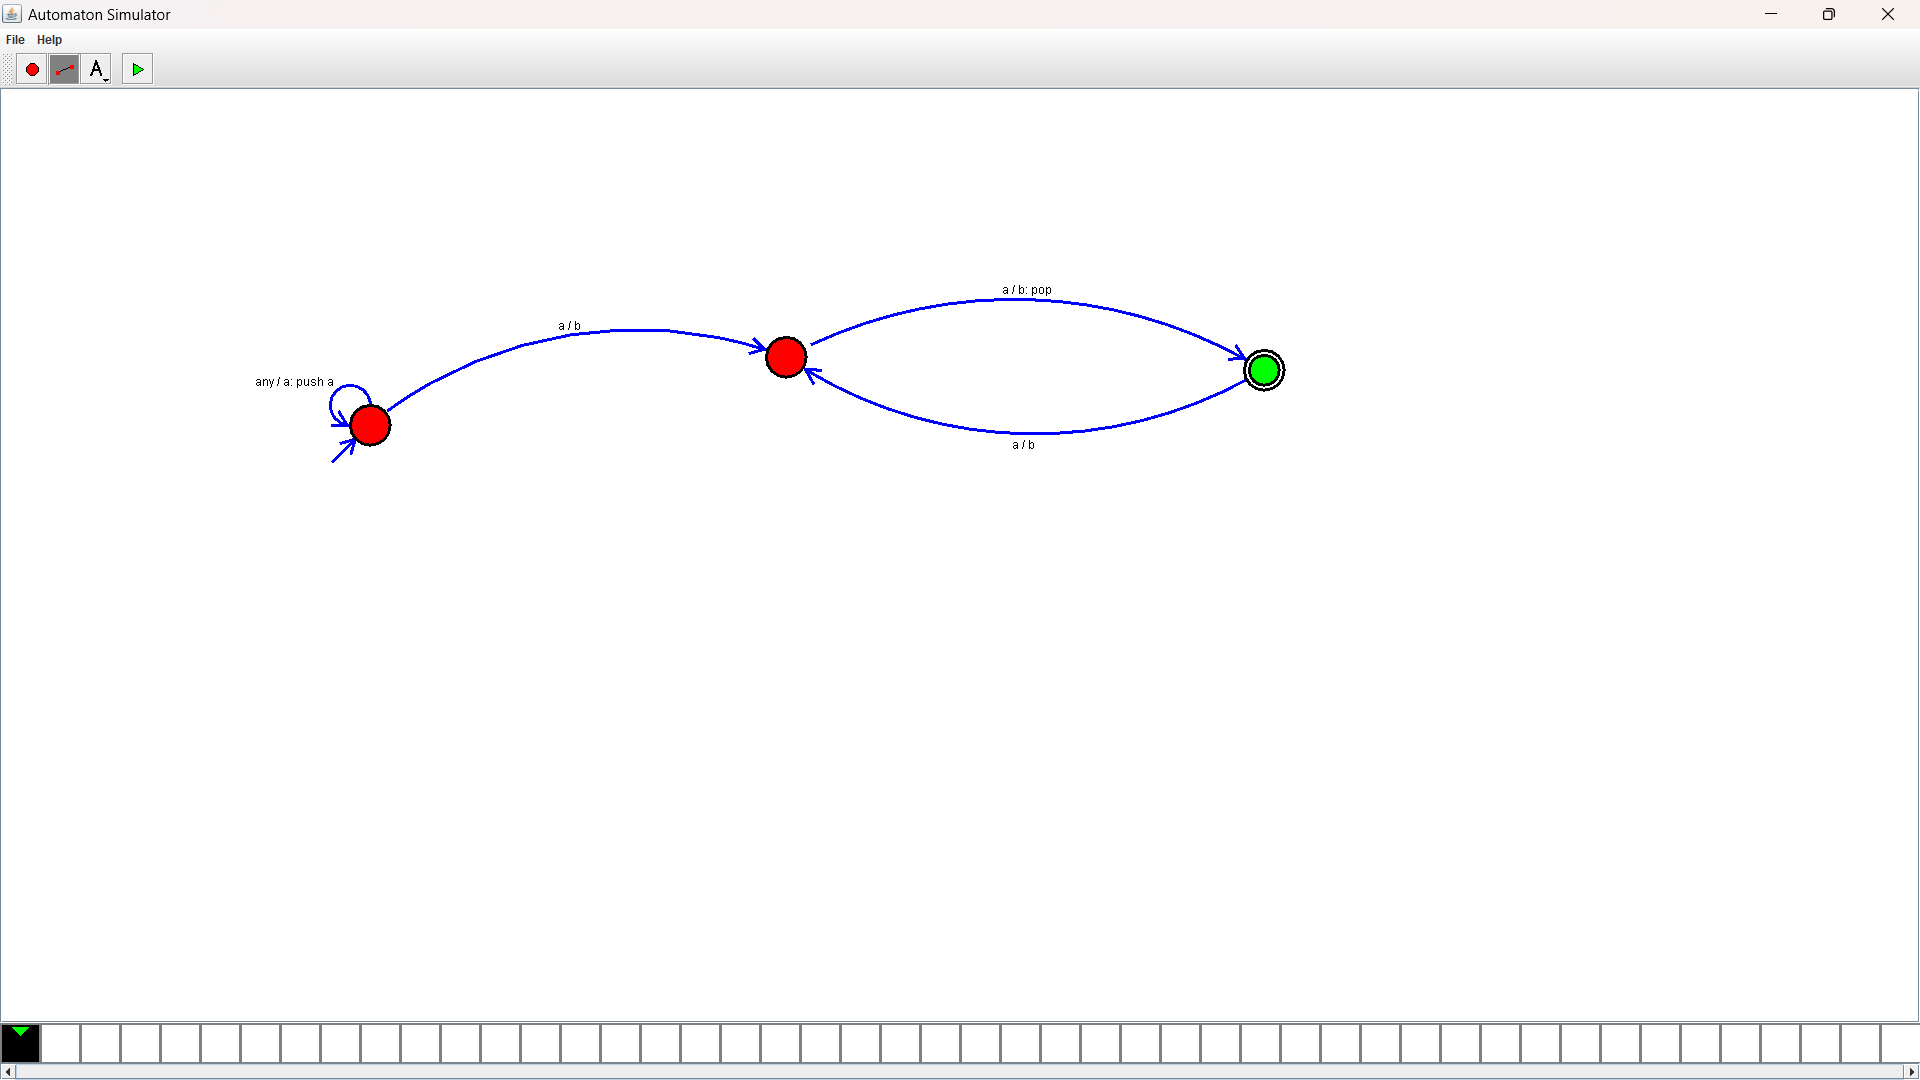 Automaton Simulator
File Help
A
a / b: pop
a / b
any / a: push a
a / b